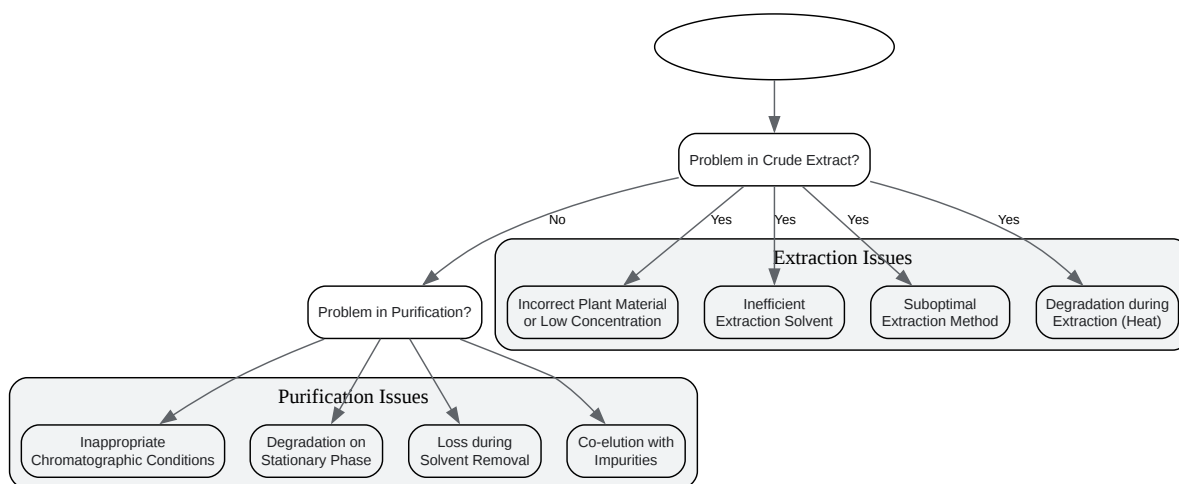 Problem in Crude Extract?
No
Yes
Yes
Yes
Yes
Extraction Issues
Incorrect Plant Material
or Low Concentration
Inefficient
Extraction Solvent
Suboptimal
Extraction Method
Degradation during
Extraction (Heat)
Problem in Purification?
Purification Issues
Inappropriate
Chromatographic Conditions
Degradation on
Stationary Phase
Loss during
Solvent Removal
Co-elution with
Impurities